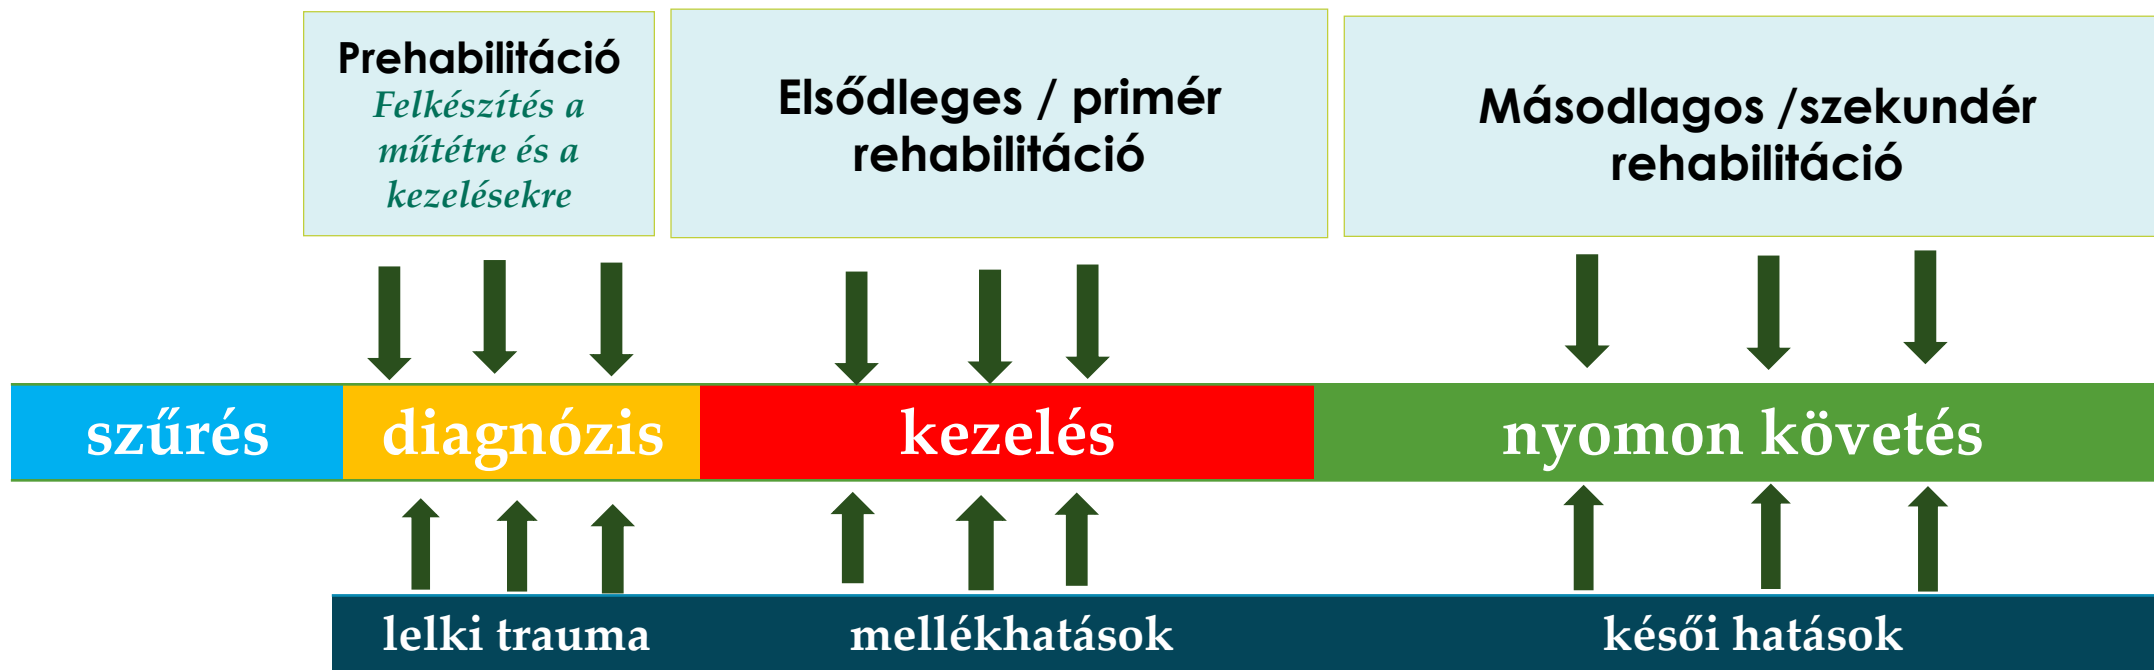 Prehabilitáció
Felkészítés a
műtétre és a
kezelésekre
Elsődleges / primér
rehabilitáció
Másodlagos /szekundér
rehabilitáció
szűrés
diagnózis
kezelés
nyomon követés
lelki trauma
mellékhatások
késői hatások